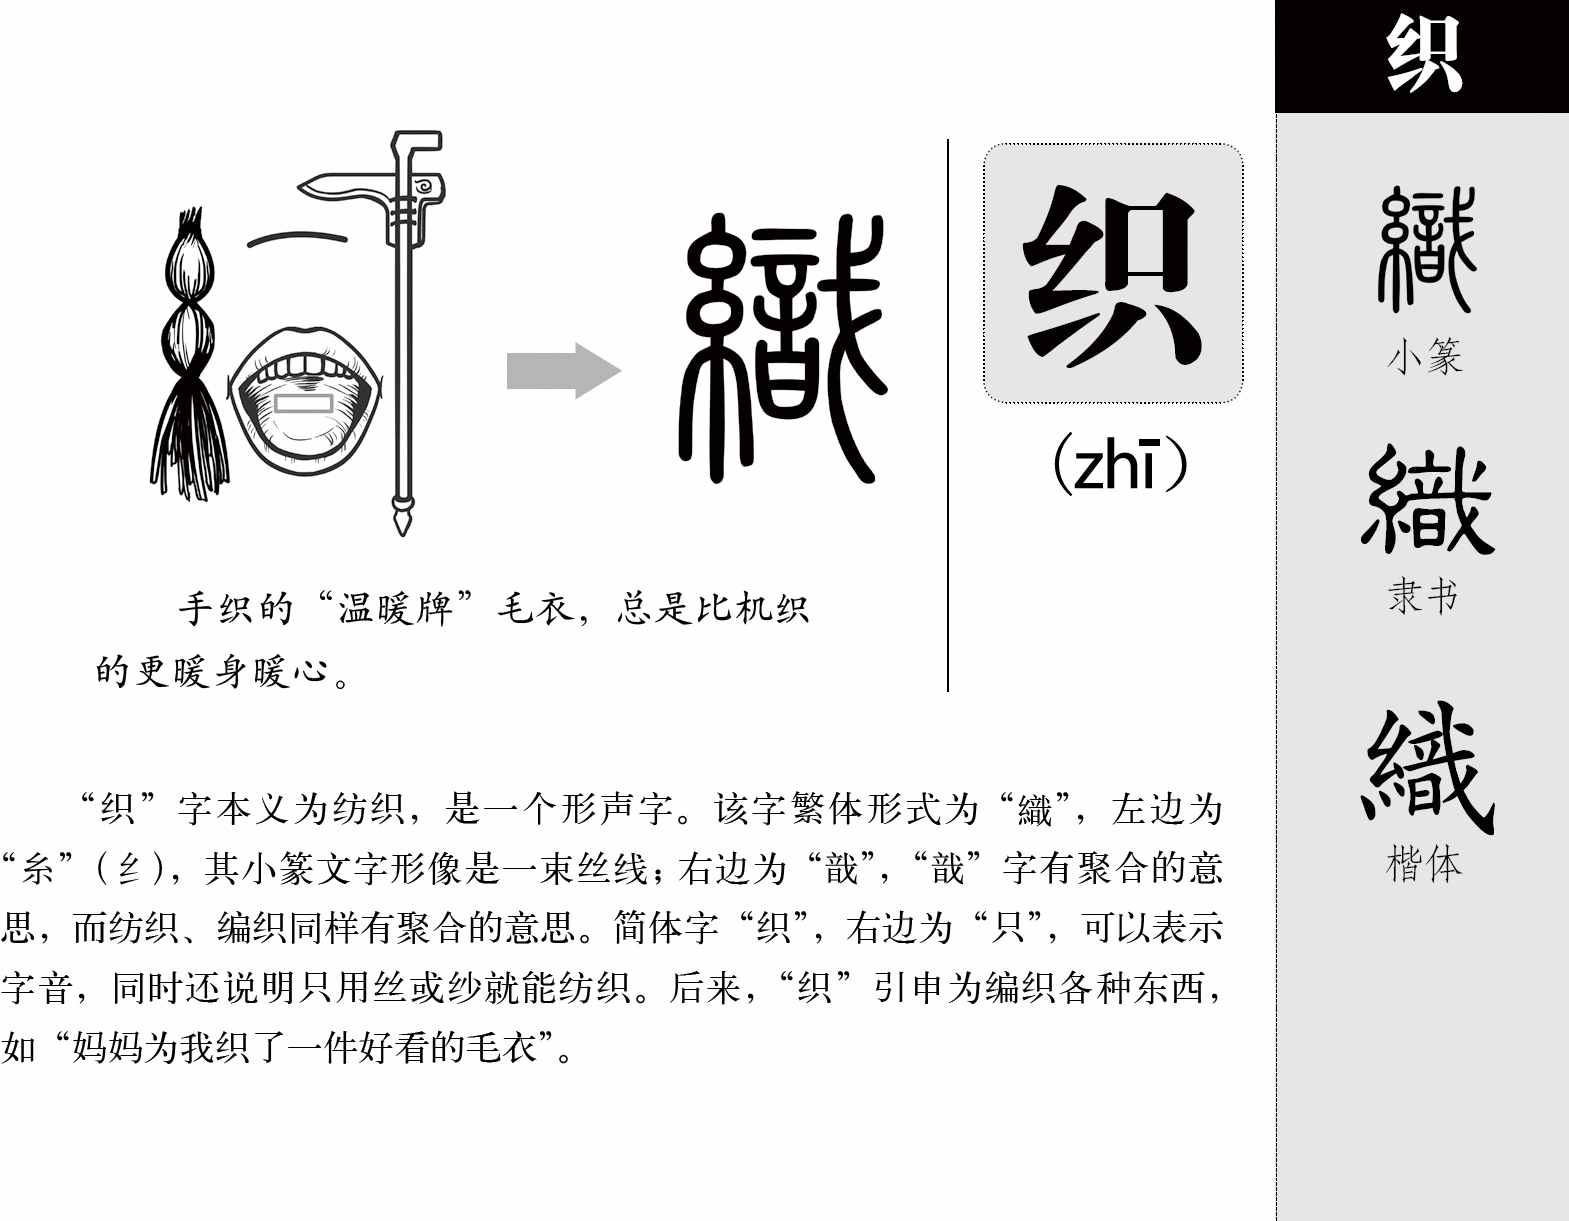 织
織
织
(zhī)
手织的“温暖牌”毛衣，总是比机织
的更暖身暖心。
“织”字本义为纺织，是一个形声字。该字繁体形式为“織”，左边为
“糸”（纟），其小篆文字形像是一束丝线；右边为“戠”，“戠”字有聚合的意
思，而纺织、编织同样有聚合的意思。简体字“织”，右边为“只”，可以表示
字音，同时还说明只用丝或纱就能纺织。后来，“织”引申为编织各种东西，
如“妈妈为我织了一件好看的毛衣”。
織
小篆
織
隶书
織
楷体